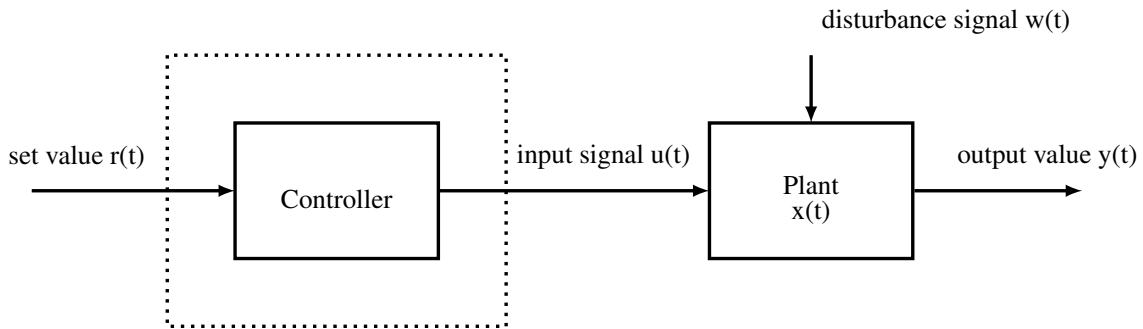 disturbance signal w(t)
set value r(t)
Controller
input signal u(t)
Plant
x(t)
output value y(t)